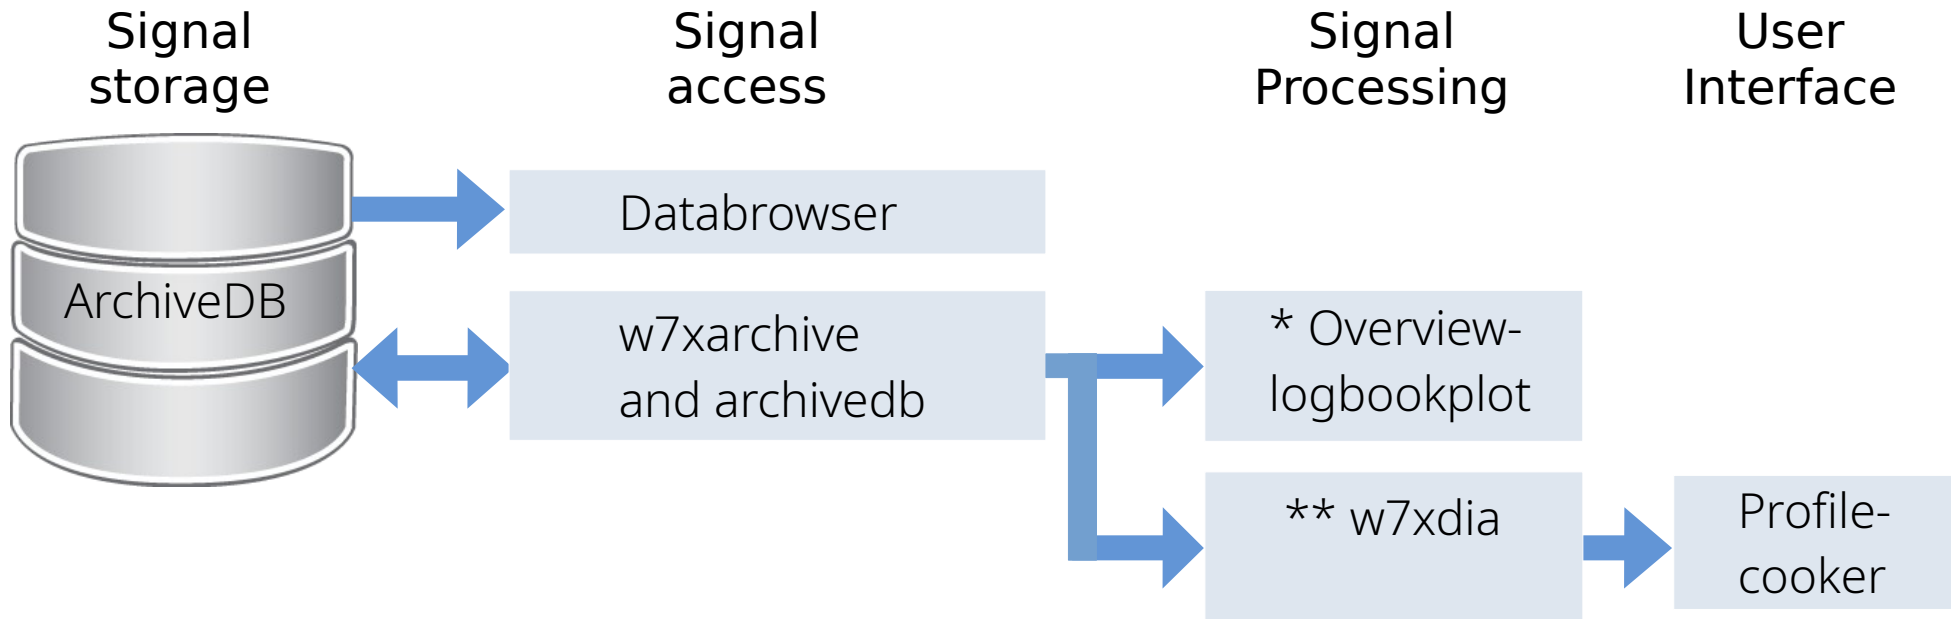 Signal
storage
Signal
access
Signal
Processing
User
Interface
ArchiveDB
Databrowser
w7xarchive
and archivedb
* Overview-
logbookplot
** w7xdia
Profile-
cooker